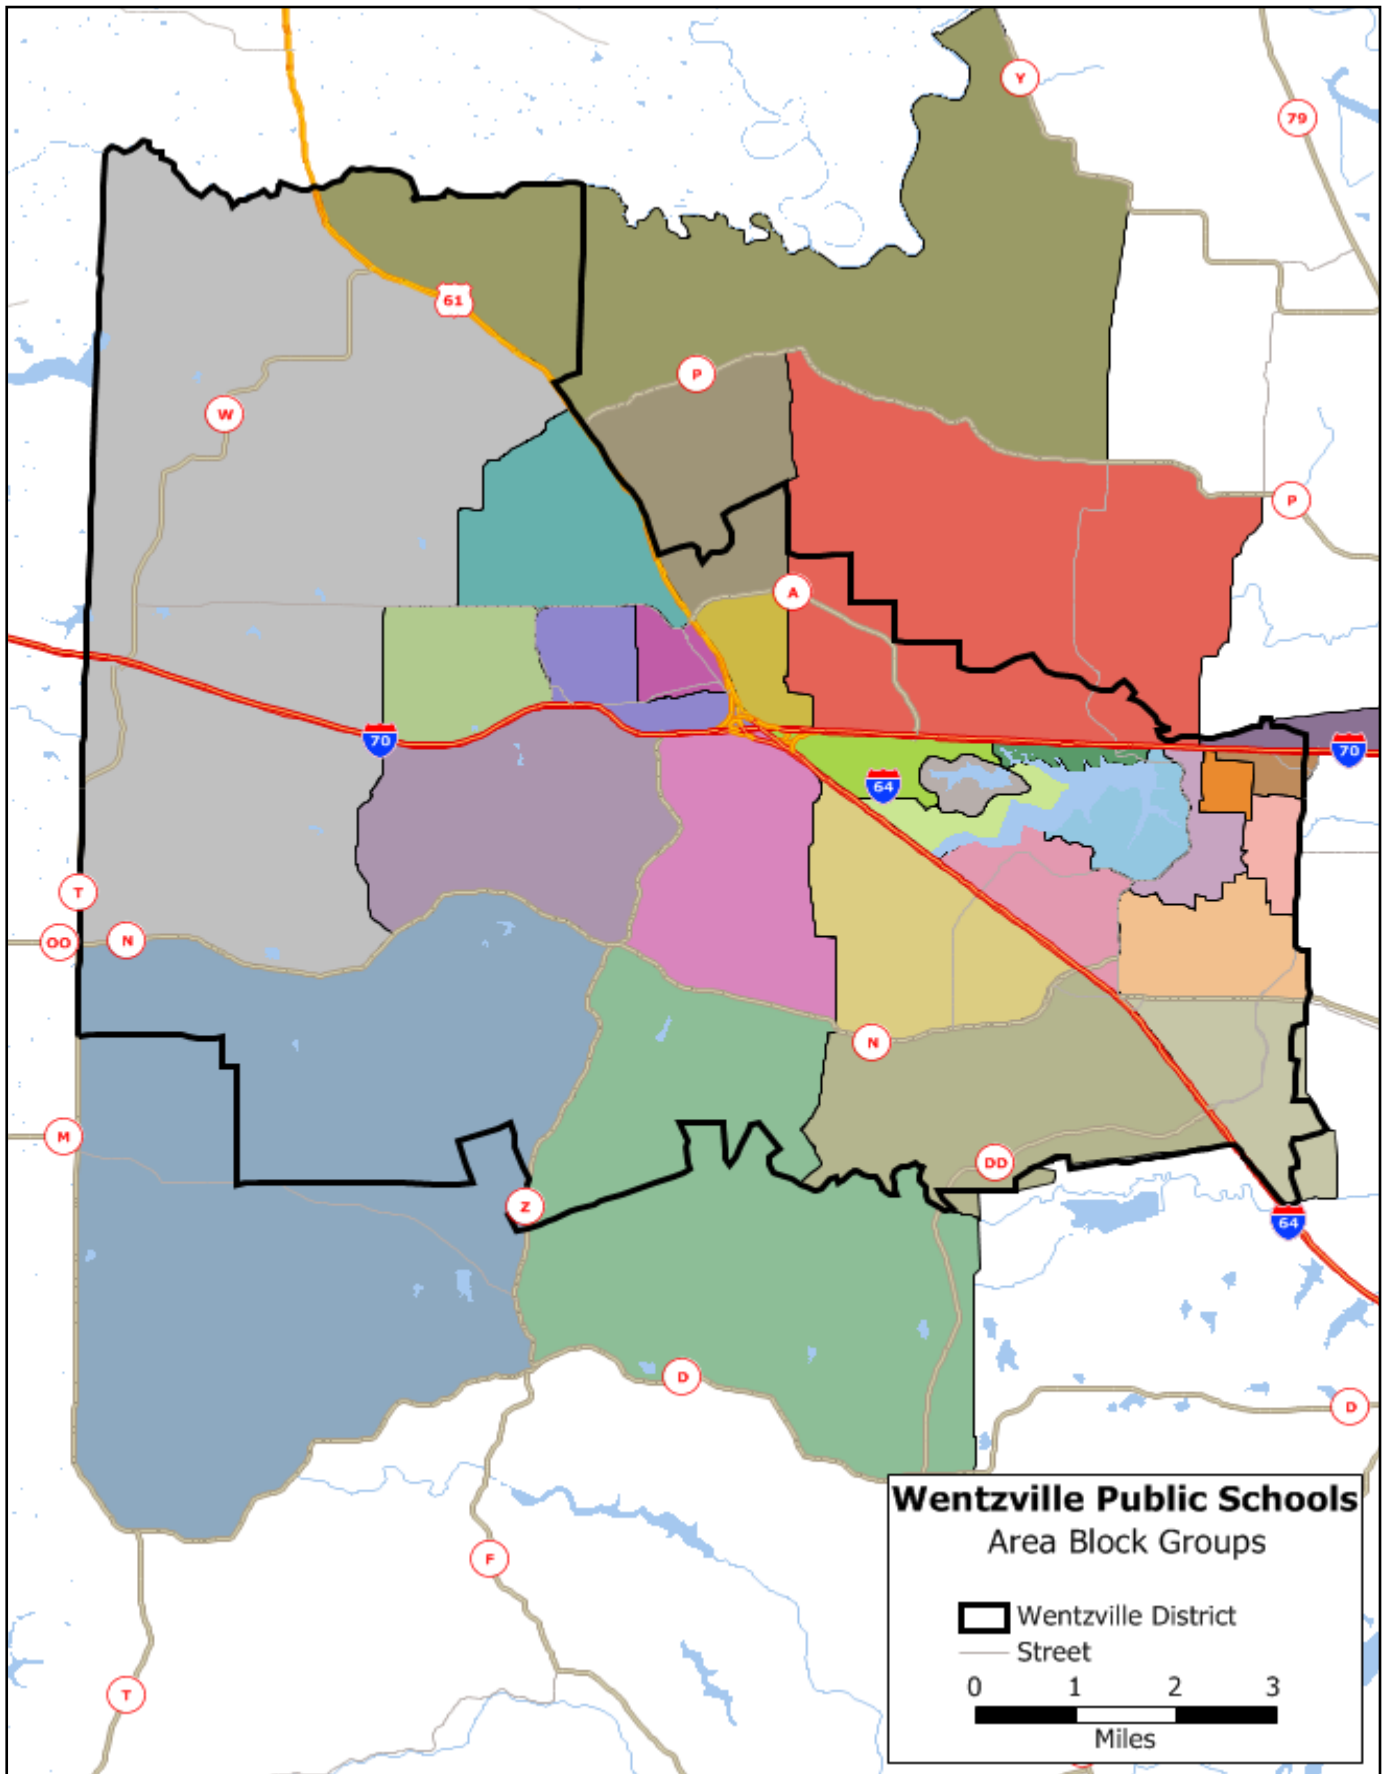 Y
79
61
P
W
P
A
70
70
64
T
OO
N
N
M
DD
Z
64
D
D
Wentzville Public Schools
Area Block Groups
Wentzville District
Street
0 1 2 3
Miles
F
T